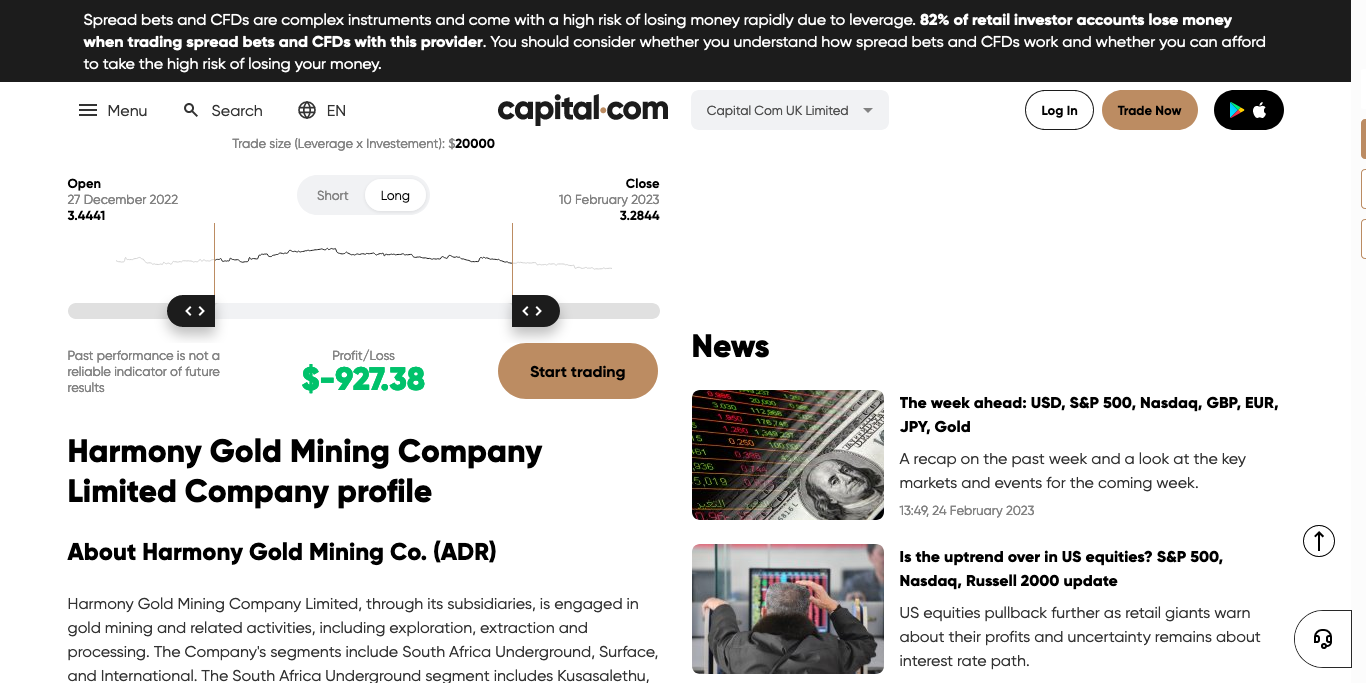 Spread bets and CFDs are complex instruments and come with a high risk of losing money rapidly due to leverage. 82% of retail investor accounts lose money
when trading spread bets and CFDs with this provider. You should consider whether you understand how spread bets and CFDs work and whether you can afford
to take the high risk of losing your money.
Menu
Search
EN
capital.com
Capital Com UK Limited
Log In
Trade Now
Trade size (Leverage x Investement): $20000
Open
27 December 2022
3.4441
Short
Long
Close
10 February 2023
3.2844
Past performance is not a
reliable indicator of future
results
Profit/Loss
$-927.38
Start trading
Harmony Gold Mining Company
Limited Company profile
About Harmony Gold Mining Co. (ADR)
Harmony Gold Mining Company Limited, through its subsidiaries, is engaged in
gold mining and related activities, including exploration, extraction and
processing. The Company's segments include South Africa Underground, Surface,
and International. The South Africa Underground segment includes Kusasalethu,
News
The week ahead: USD, S&P 500, Nasdaq, GBP, EUR,
JPY, Gold
A recap on the past week and a look at the key
markets and events for the coming week.
13:49, 24 February 2023
Is the uptrend over in US equities? S&P 500,
Nasdaq, Russell 2000 update
US equities pullback further as retail giants warn
about their profits and uncertainty remains about
interest rate path.